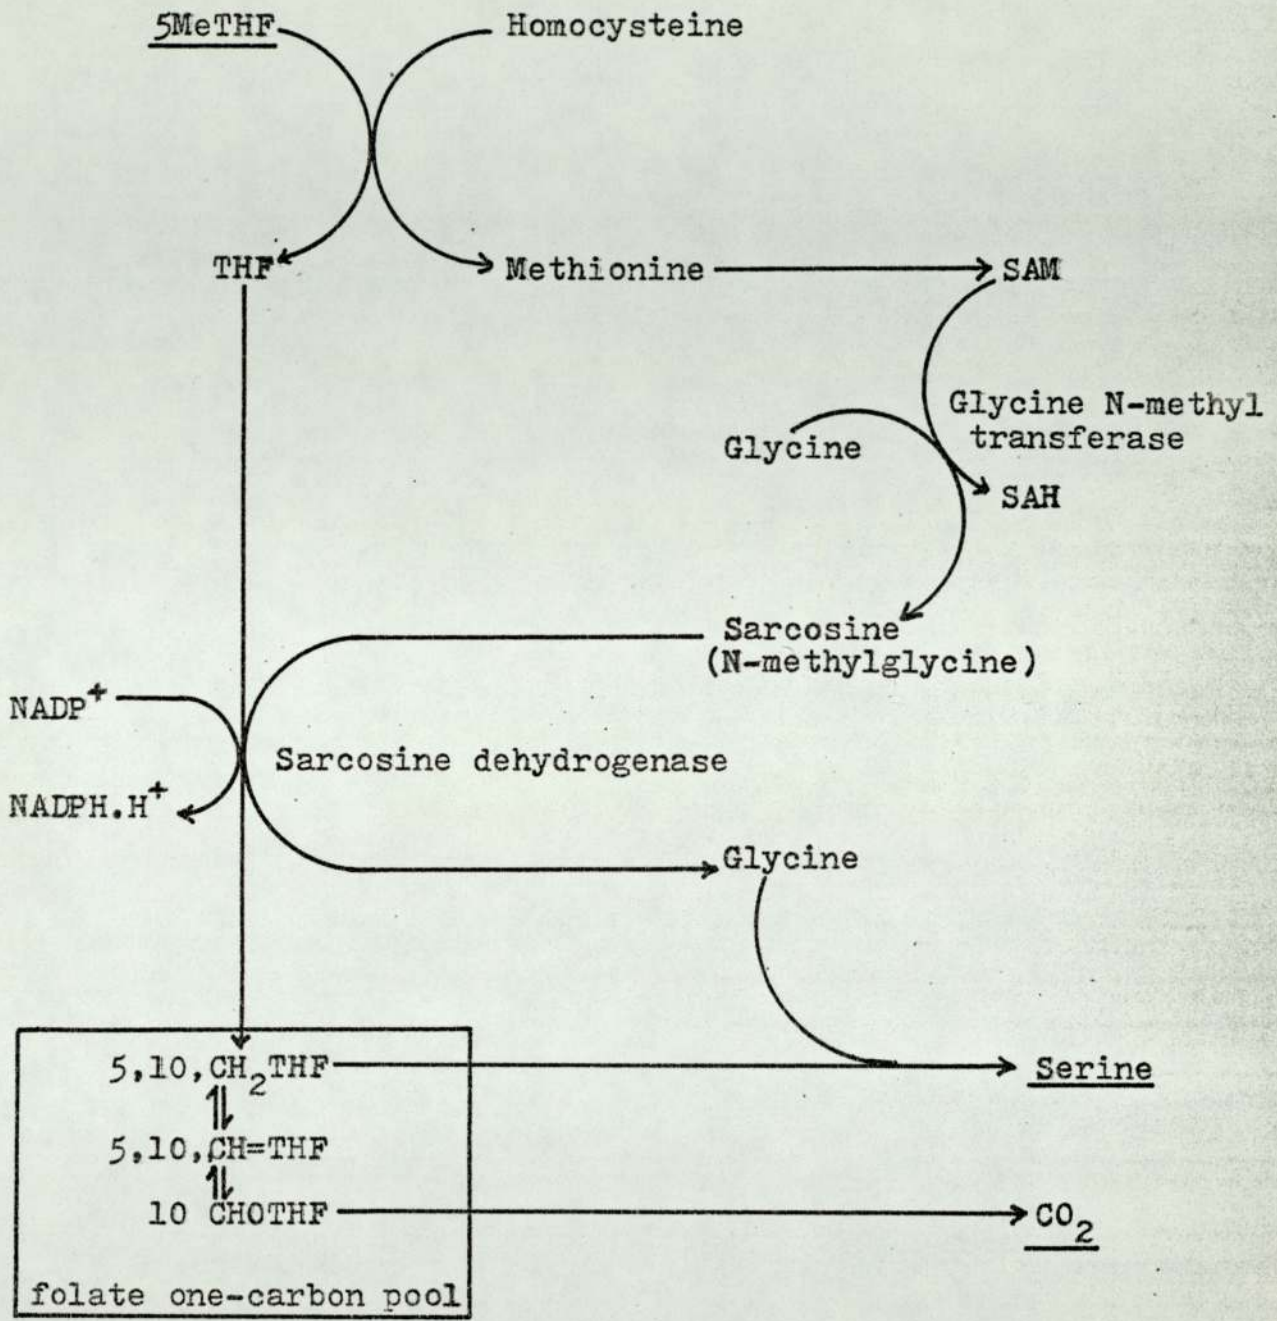 5MeTHF Homocysteine
THF Methionine SAM
Glycine N-methyl
transferase
Glycine
SAH
Sarcosine
(N-methylglycine)
NADP⁺
Sarcosine dehydrogenase
NADPH.H⁺
Glycine
5,10,CH₂THF Serine
5,10,CH=THF
10 CHOTHF CO₂
folate one-carbon pool